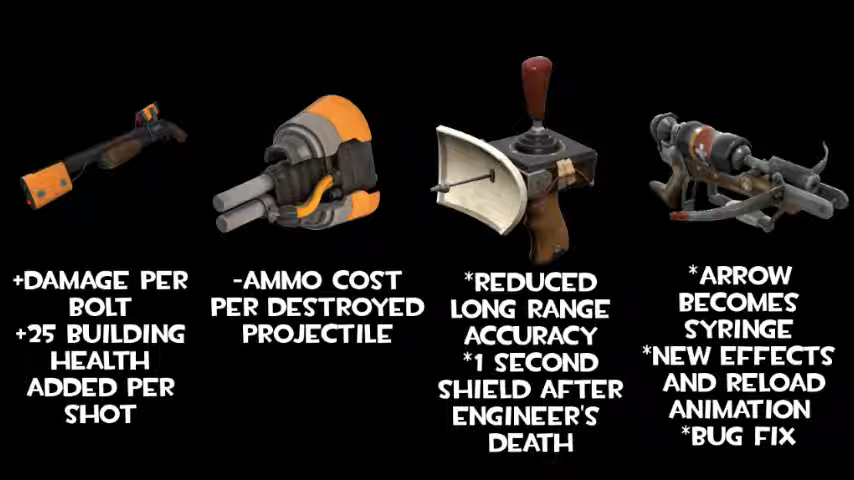 +DAMAGE PER
BOLT
+25 BUILDING
HEALTH
ADDED PER
SHOT
-AMMO COST
PER DESTROYED
PROJECTILE
*REDUCED
LONG RANGE
ACCURACY
*1 SECOND
SHIELD AFTER
ENGINEER'S
DEATH
*ARROW
BECOMES
SYRINGE
*NEW EFFECTS
AND RELOAD
ANIMATION
*BUG FIX